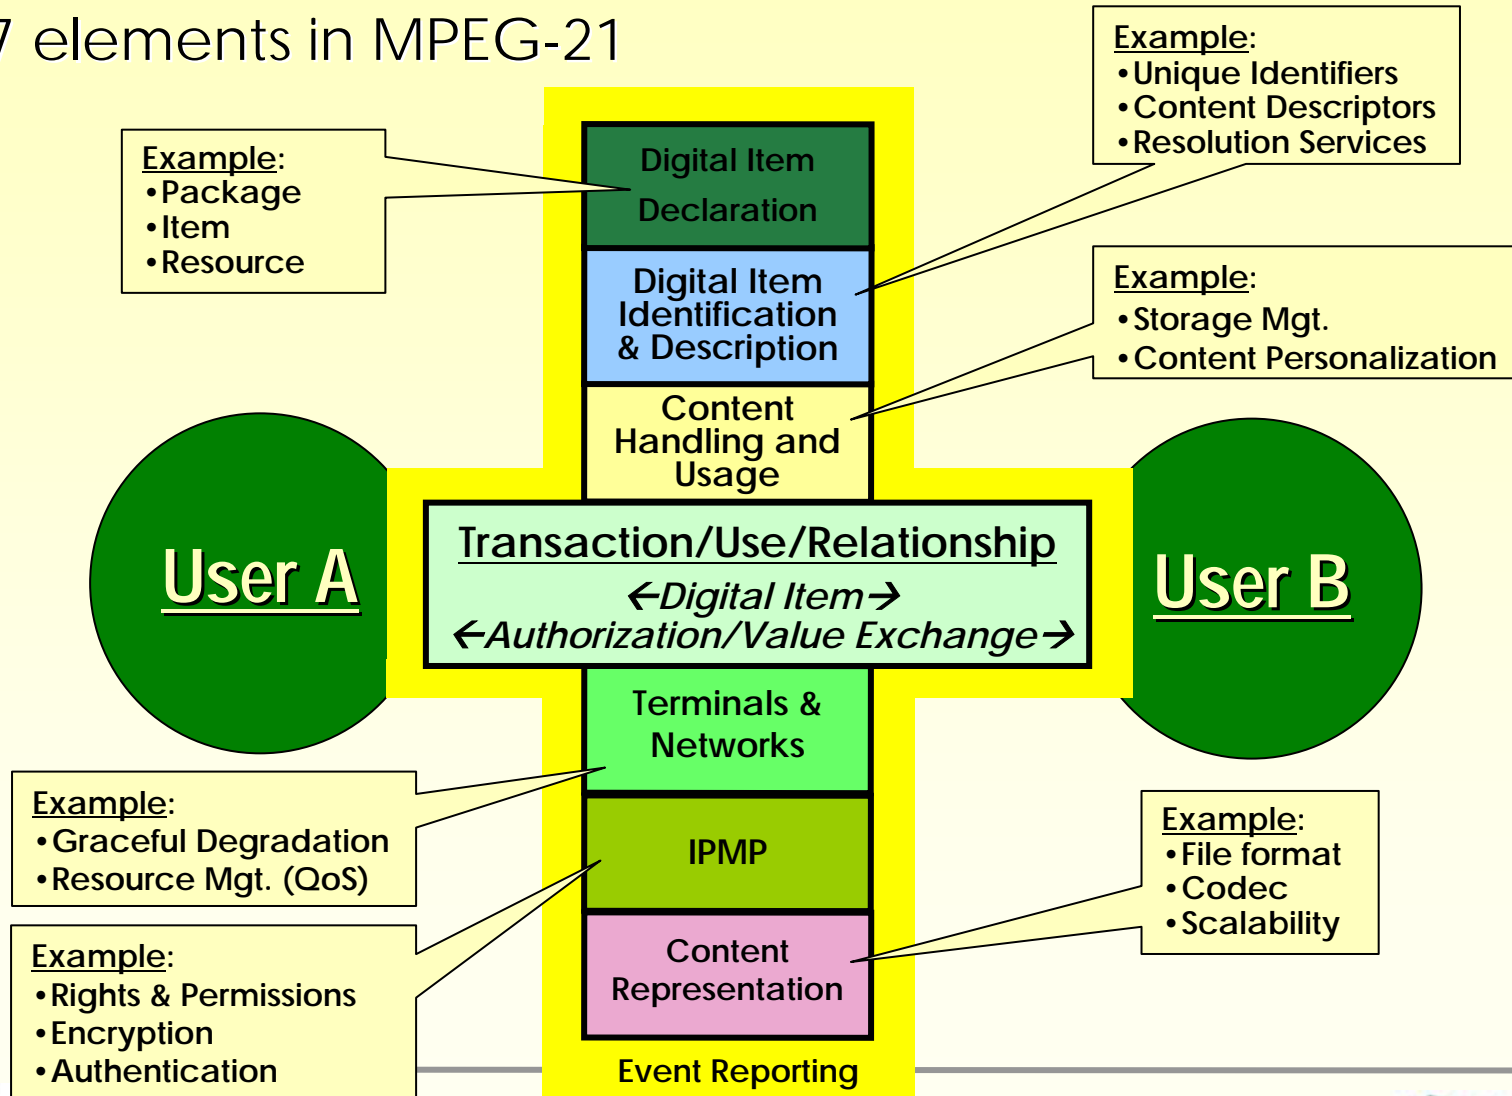 7 elements in MPEG-21
Example:
•Package
•Item
•Resource
Digital Item
Declaration
Example:
•Unique Identifiers
•Content Descriptors
•Resolution Services
Digital Item
Identification
& Description
Example:
•Storage Mgt.
•Content Personalization
Content
Handling and
Usage
User A
Transaction/Use/Relationship
←Digital Item→
←Authorization/Value Exchange→
User B
Terminals &
Networks
Example:
•Graceful Degradation
•Resource Mgt. (QoS)
IPMP
Example:
•Rights & Permissions
•Encryption
•Authentication
Content
Representation
Example:
•File format
•Codec
•Scalability
Event Reporting